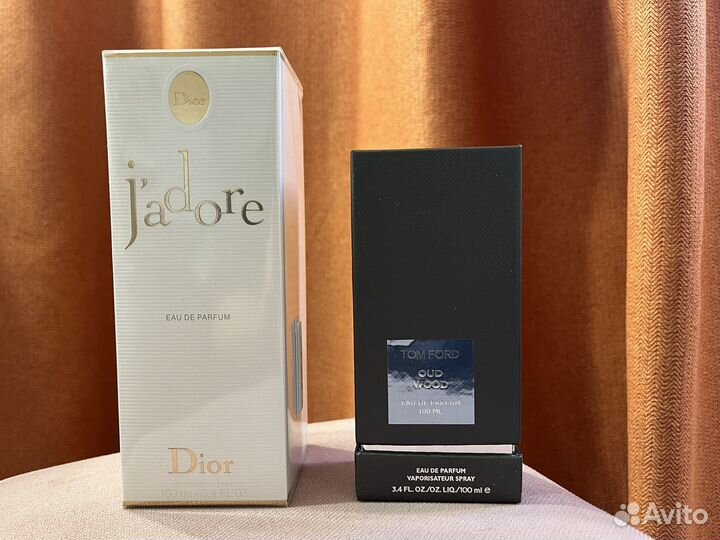 Dior
j'adore
EAU DE PARFUM
Dior
100 ml - 3.4 FL.OZ
TOM FORD
OUD
WOOD
EAU DE PARFUM
100 ML
EAU DE PARFUM
VAPORISATEUR SPRAY
3.4 FL. OZ./OZ. LIQ./100 ml e
Avito